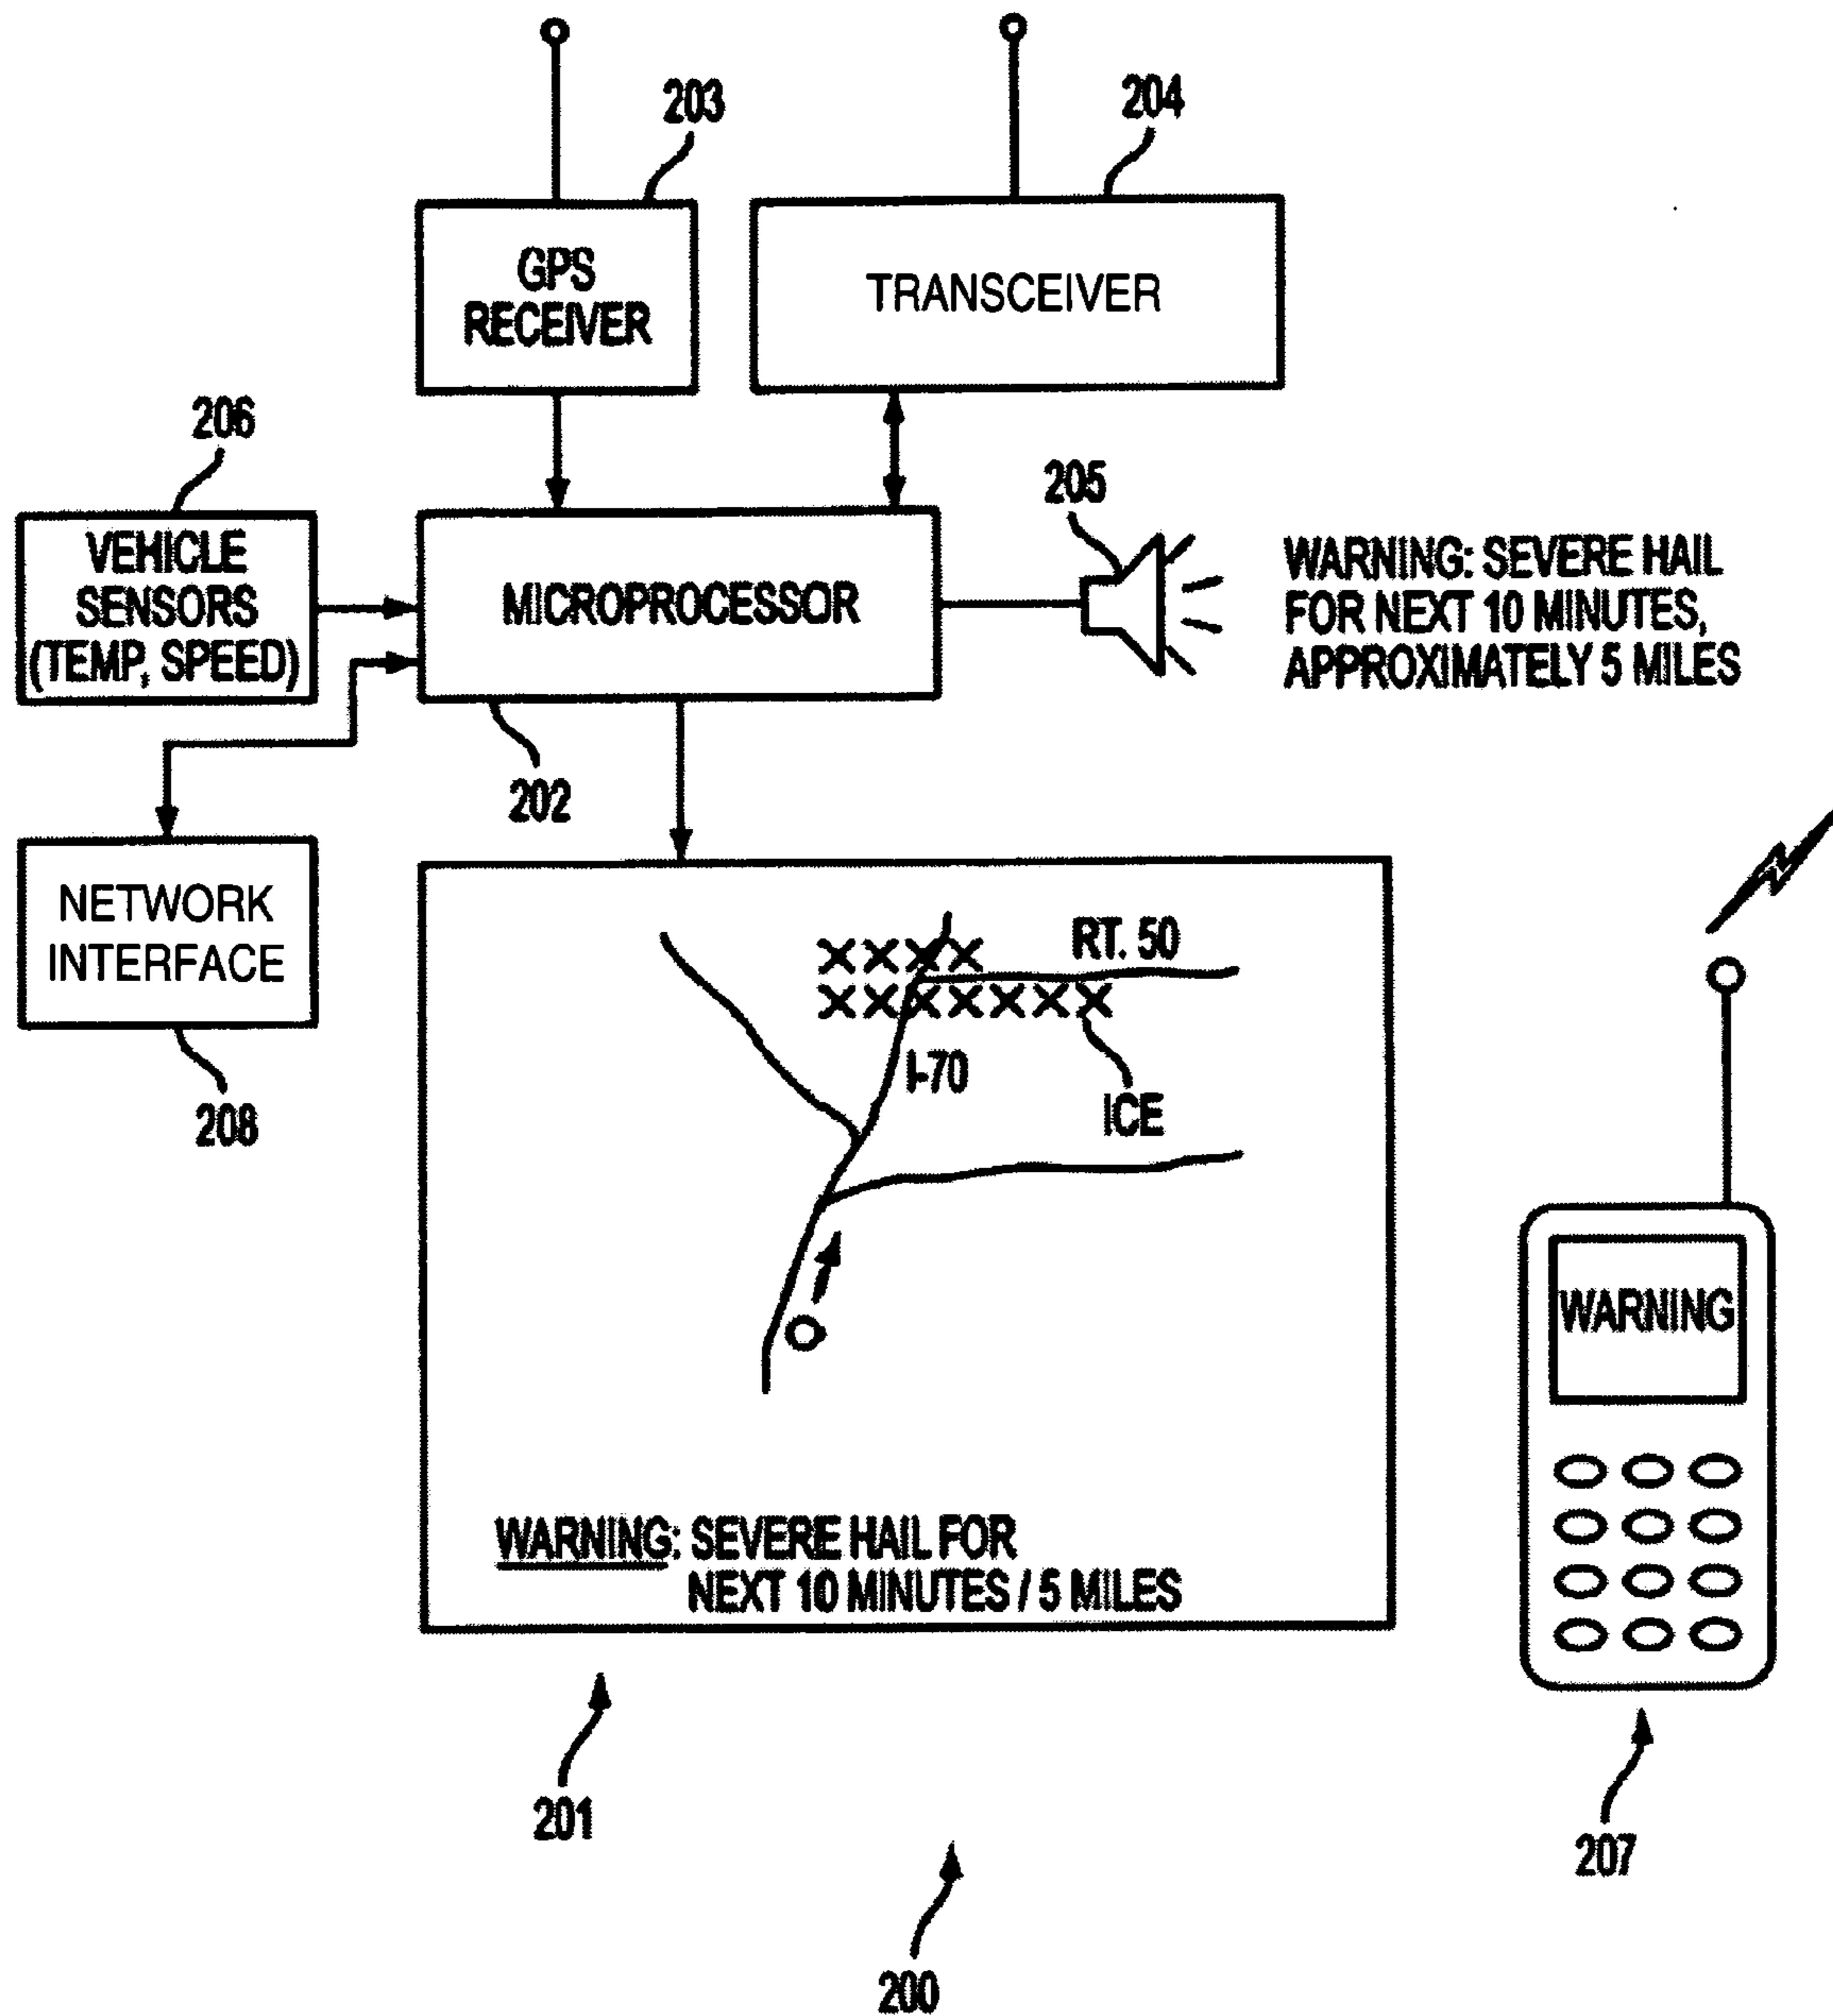 203
204
GPS
RECEIVER
TRANSCEIVER
206
205
VEHICLE
SENSORS
(TEMP, SPEED)
MICROPROCESSOR
WARNING: SEVERE HAIL
FOR NEXT 10 MINUTES,
APPROXIMATELY 5 MILES
202
NETWORK
INTERFACE
208
RT. 50
I-70
ICE
WARNING: SEVERE HAIL FOR
NEXT 10 MINUTES / 5 MILES
WARNING
201
207
200